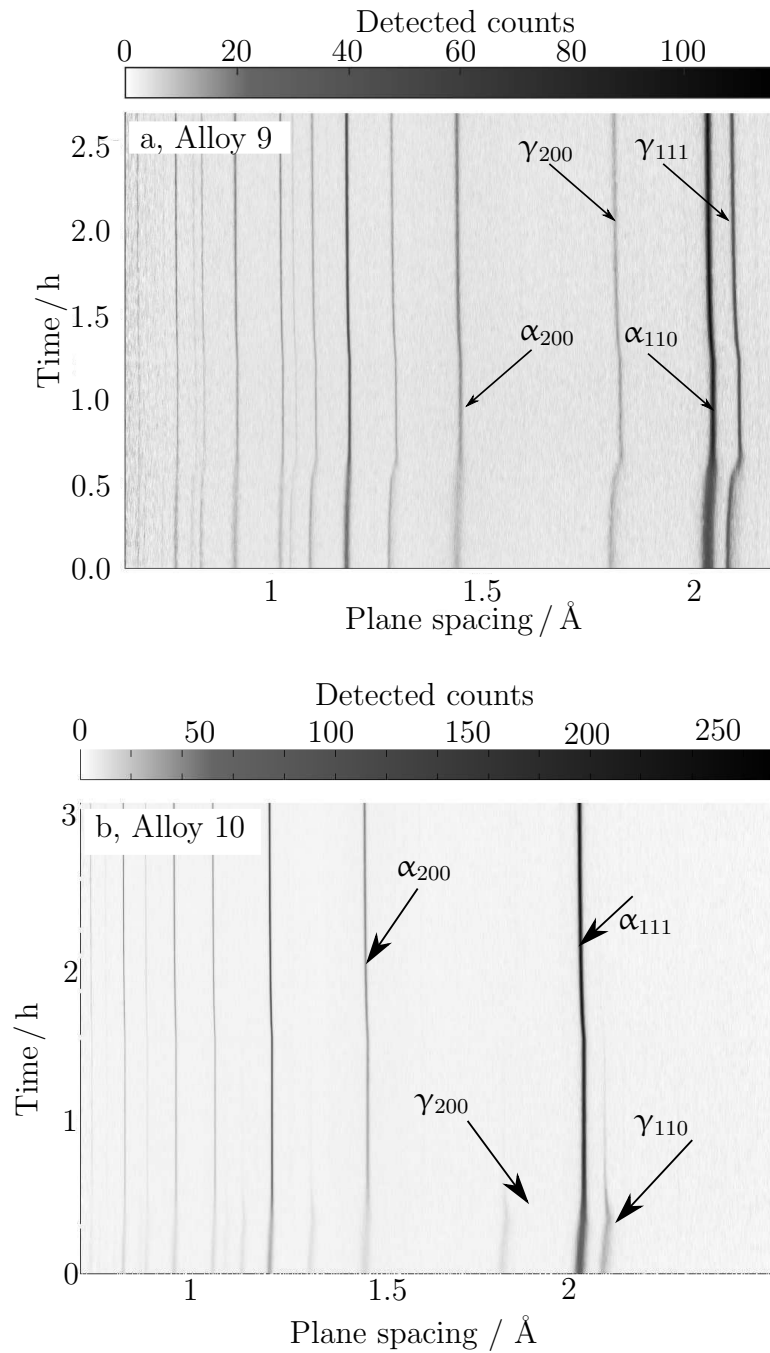 Detected counts
0 20 40 60 80 100
a, Alloy 9
γ200
γ111
α200
α110
2.5
2.0
1.5
1.0
0.5
0.0
Time / h
1 1.5 2
Plane spacing / Å
Detected counts
0 50 100 150 200 250
b, Alloy 10
α200
α111
γ200
γ110
3
2
1
0
Time / h
1 1.5 2
Plane spacing / Å